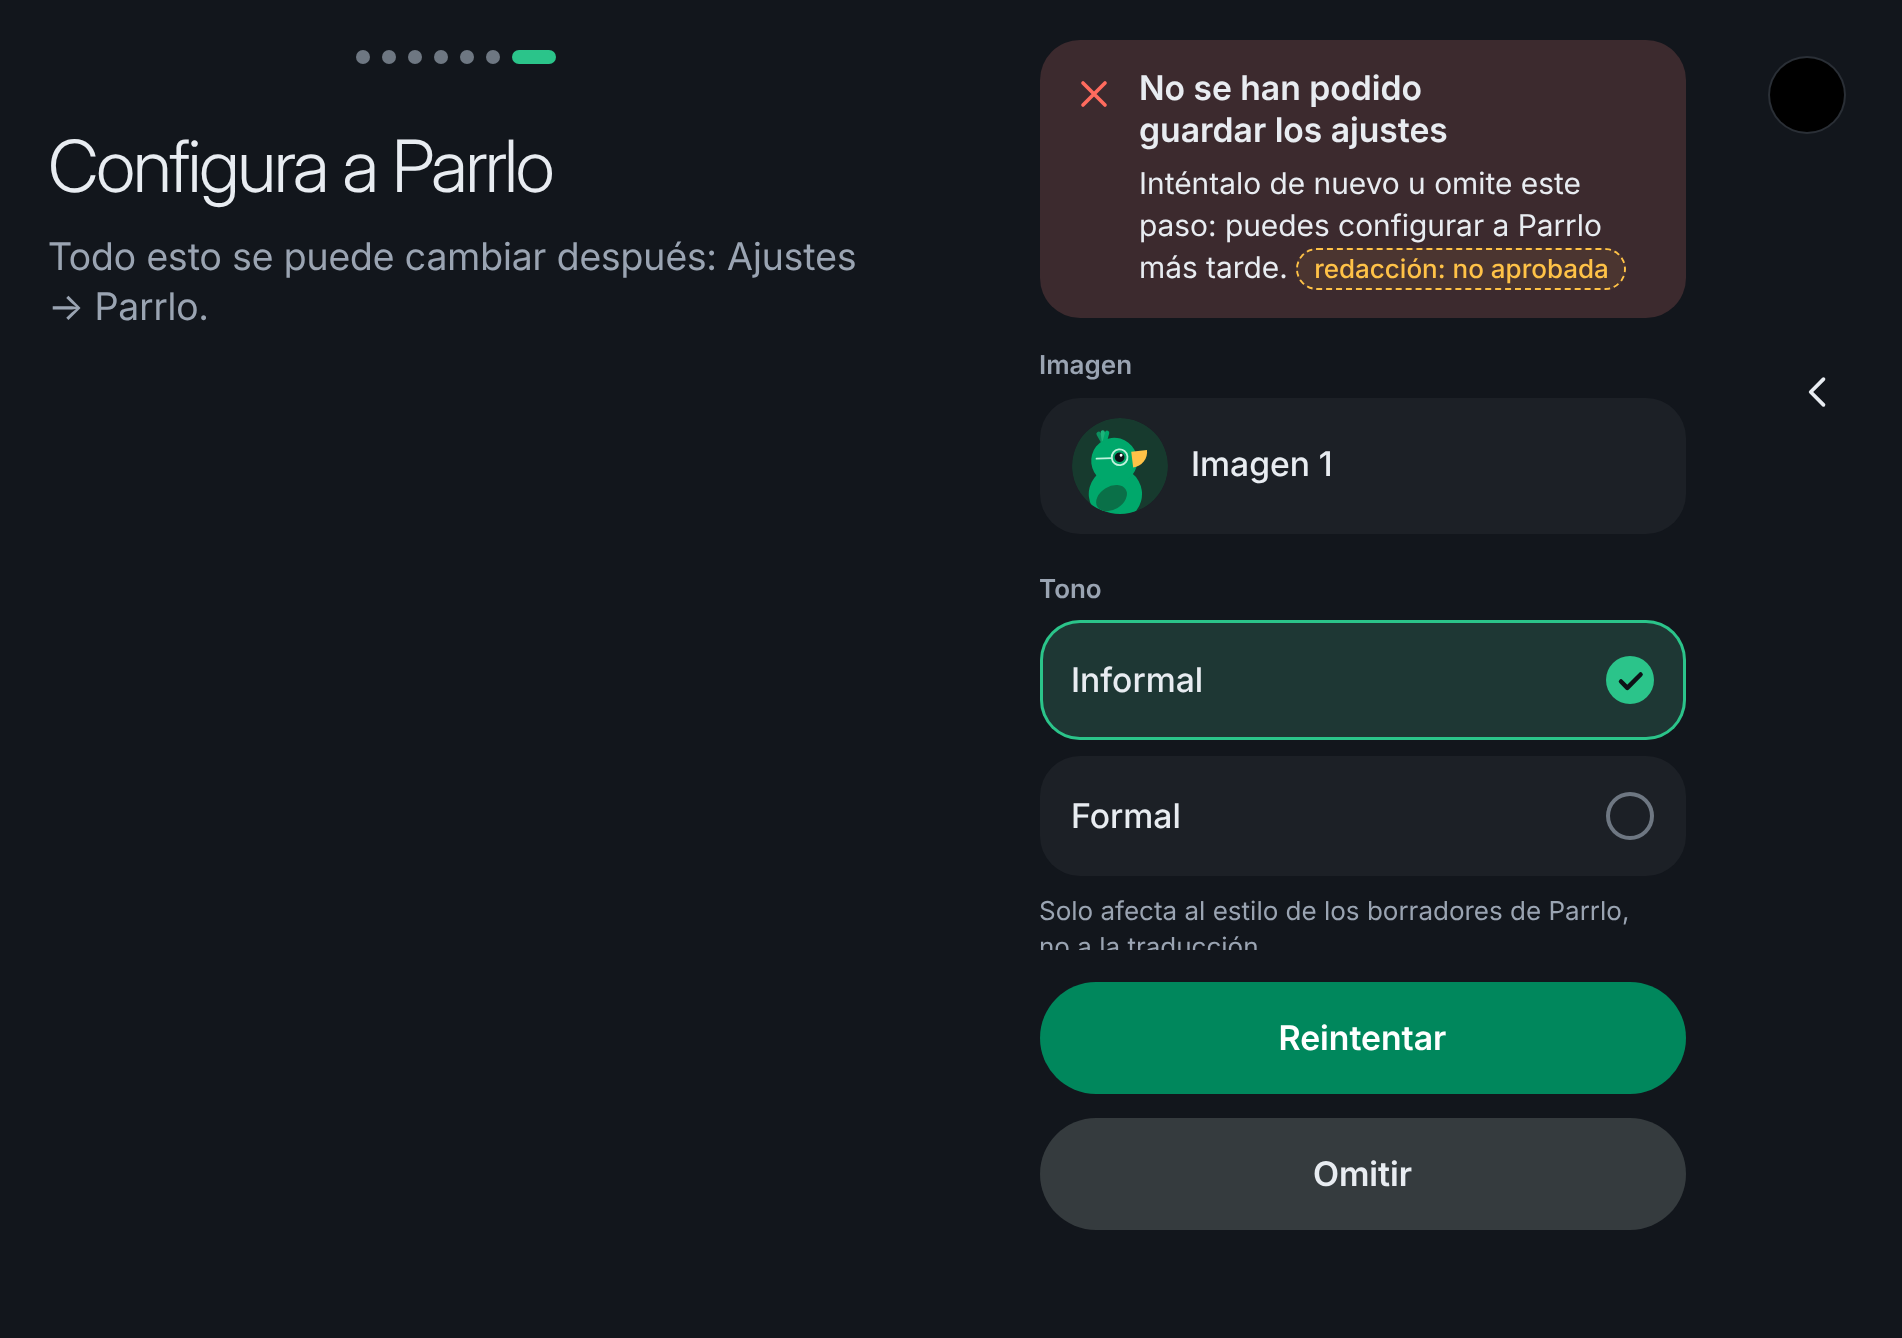 Configura a Parrlo
Todo esto se puede cambiar después: Ajustes
→ Parrlo.
No se han podido
guardar los ajustes
Inténtalo de nuevo u omite este
paso: puedes configurar a Parrlo
más tarde. redacción: no aprobada
Imagen
Imagen 1
Tono
Informal
Formal
Solo afecta al estilo de los borradores de Parrlo,
no a la traducción
Reintentar
Omitir